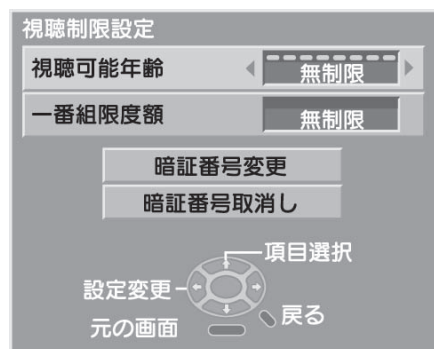 視聴制限設定
視聴可能年齢 無制限
一番組限度額 無制限
暗証番号変更
暗証番号取消し
項目選択
設定変更
戻る
元の画面